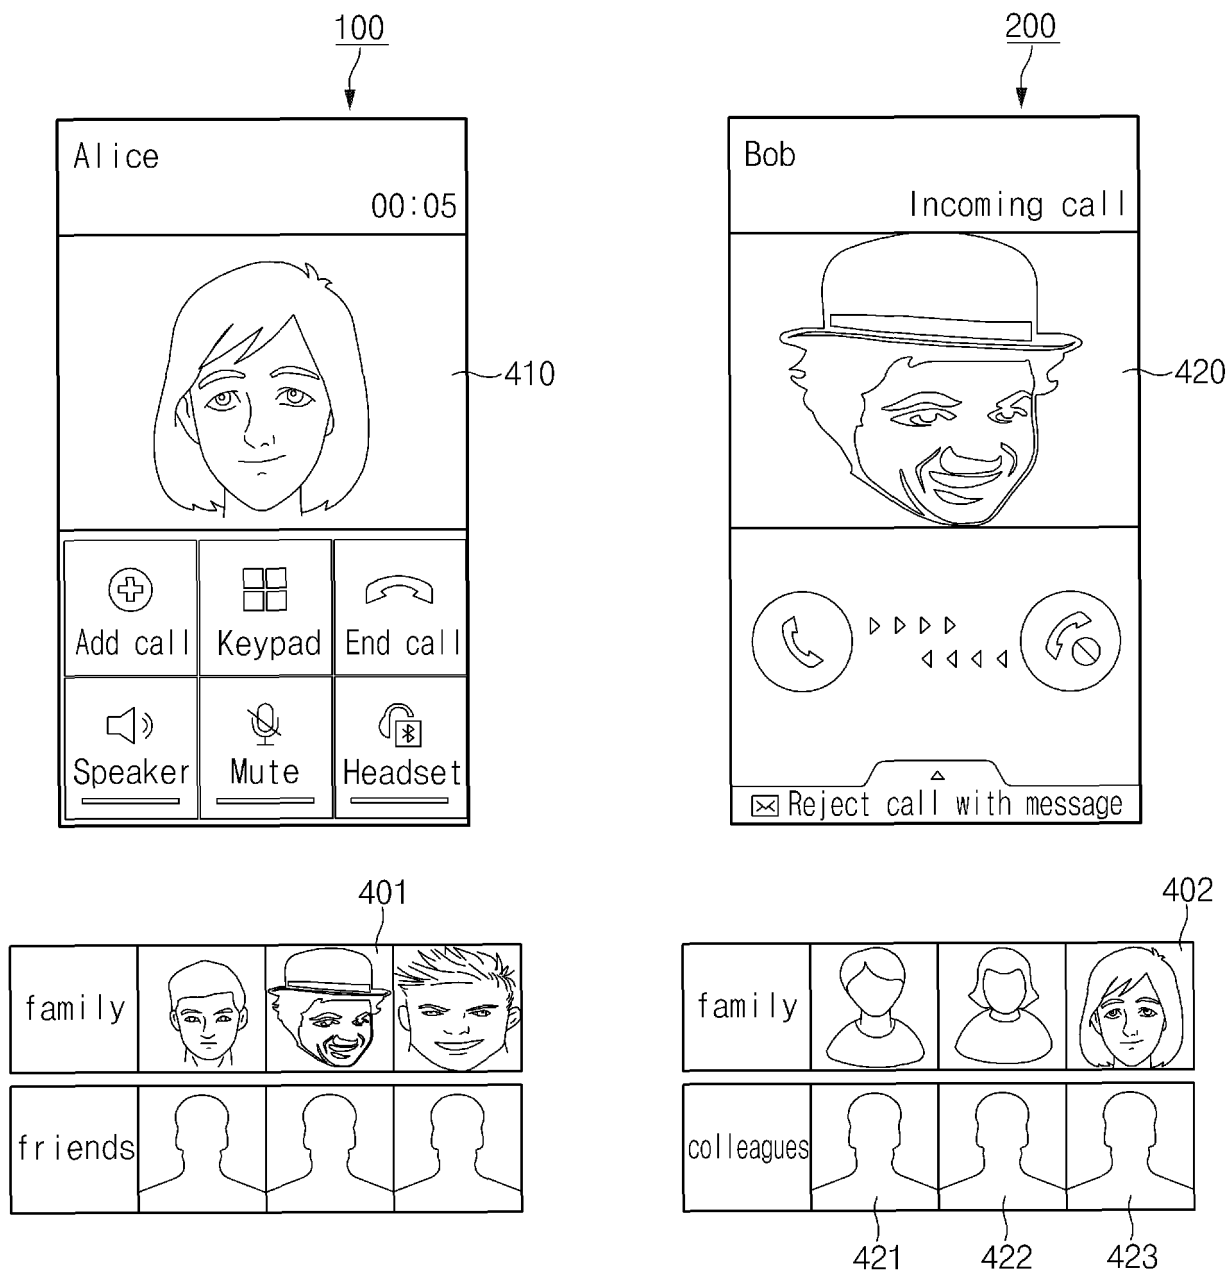 100
200
Alice
00:05
Bob
Incoming call
410
420
Add call
Keypad
End call
Speaker
Mute
Headset
Reject call with message
401
402
family
friends
family
colleagues
421
422
423